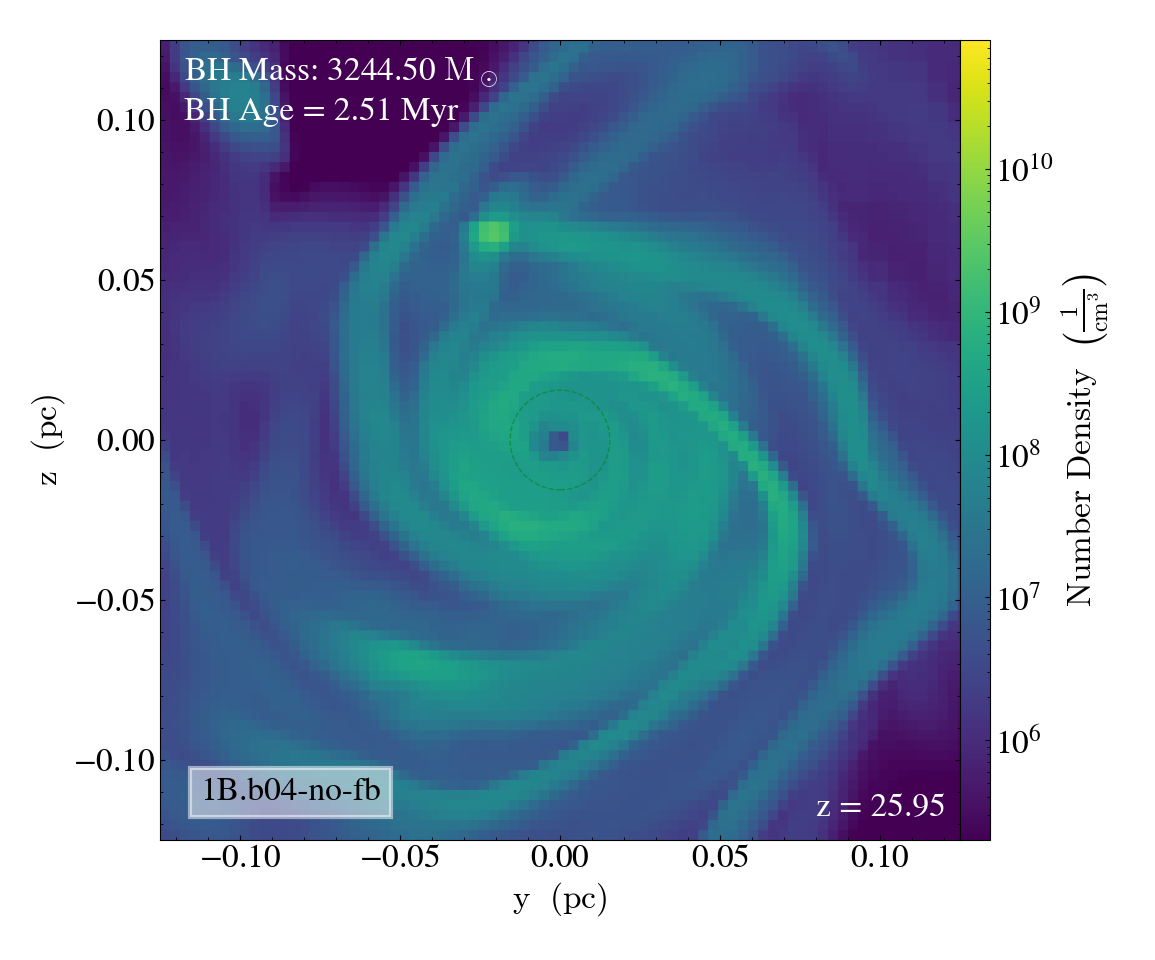 BH Mass: 3244.50 M⊙
BH Age = 2.51 Myr
0.10
0.05
0.00
−0.05
−0.10
z (pc)
1B.b04-no-fb
z = 25.95
−0.10 −0.05 0.00 0.05 0.10
y (pc)
10^10
10^9
10^8
10^7
10^6
Number Density (1/cm^3)